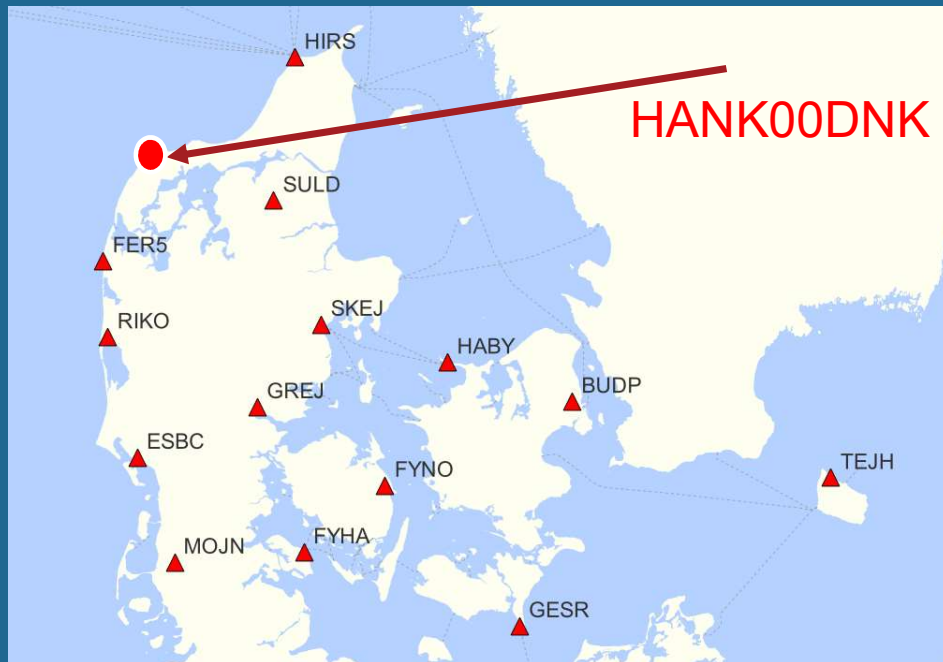 HIRS
HANK00DNK
SULD
FER5
RIKO
SKEJ
HABY
BUDP
GREJ
ESBC
FYNO
TEJH
MOJN
FYHA
GESR